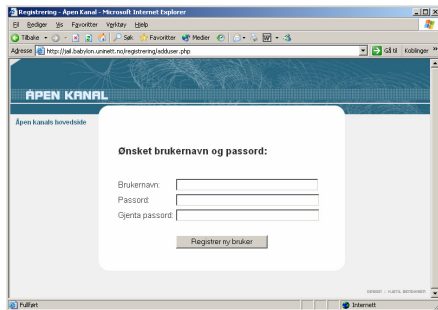 Registrering - Åpen Kanal - Microsoft Internet Explorer
Fil Rediger Vis Favoritter Verktøy Hjelp
Tilbake Søk Favoritter Medier
Adresse http://jail.babylon.uninett.no/registrering/adduser.php Gå til Koblinger »
ÅPEN KANAL
Åpen kanals hovedside
Ønsket brukernavn og passord:
Brukernavn:
Passord:
Gjenta passord:
Registrer ny bruker
Fullført Internett